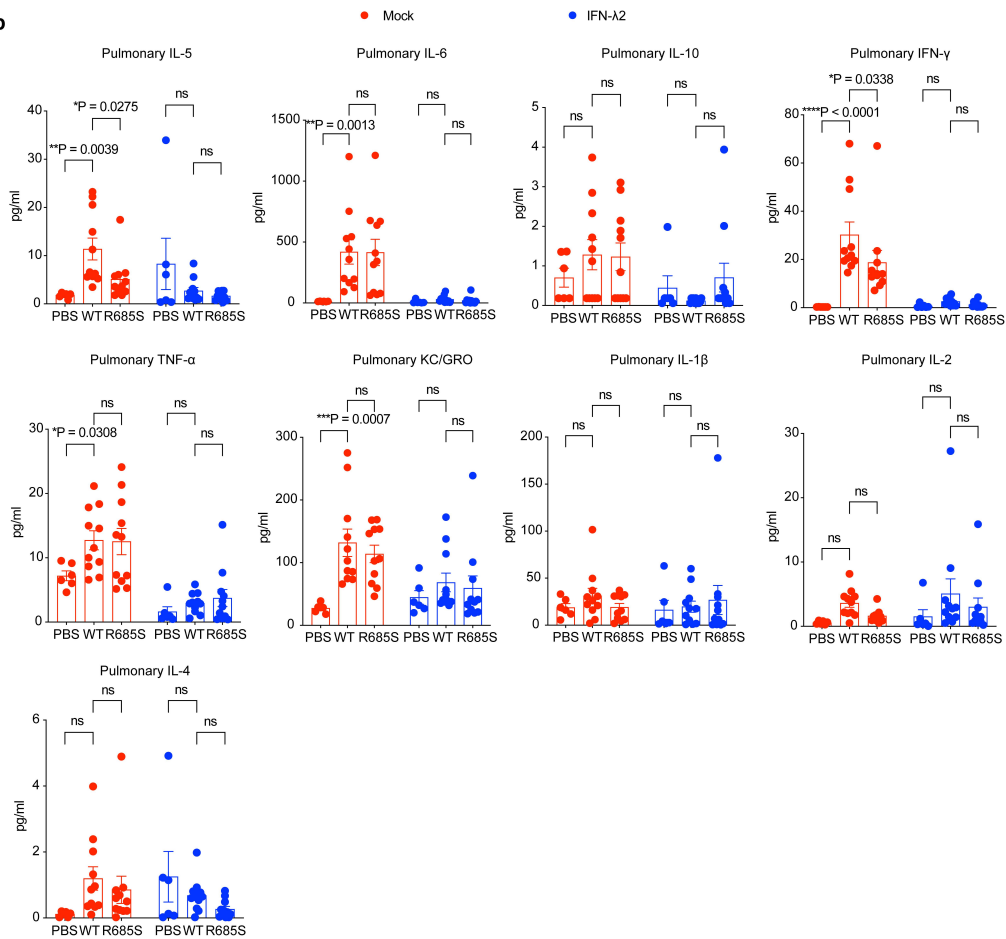 b
Mock IFN-λ2
Pulmonary IL-5
pg/ml
40
30
20
10
0
**P = 0.0039
*P = 0.0275
ns
ns
PBS WT R685S PBS WT R685S
Pulmonary IL-6
pg/ml
1500
1000
500
0
**P = 0.0013
ns
ns
ns
PBS WT R685S PBS WT R685S
Pulmonary IL-10
pg/ml
5
4
3
2
1
0
ns
ns
ns
ns
PBS WT R685S PBS WT R685S
Pulmonary IFN-γ
pg/ml
80
60
40
20
0
****P < 0.0001
*P = 0.0338
ns
ns
PBS WT R685S PBS WT R685S
Pulmonary TNF-α
pg/ml
30
20
10
0
*P = 0.0308
ns
ns
ns
PBS WT R685S PBS WT R685S
Pulmonary KC/GRO
pg/ml
300
200
100
0
***P = 0.0007
ns
ns
ns
PBS WT R685S PBS WT R685S
Pulmonary IL-1β
pg/ml
200
150
100
50
0
ns
ns
ns
ns
PBS WT R685S PBS WT R685S
Pulmonary IL-2
pg/ml
30
20
10
0
ns
ns
ns
ns
PBS WT R685S PBS WT R685S
Pulmonary IL-4
pg/ml
6
4
2
0
ns
ns
ns
ns
PBS WT R685S PBS WT R685S